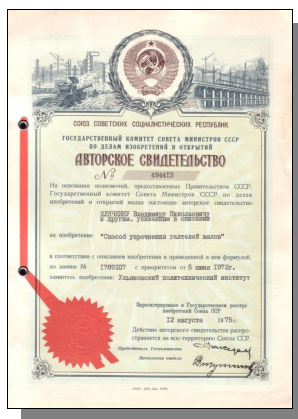 СОЮЗ СОВЕТСКИХ СОЦИАЛИСТИЧЕСКИХ РЕСПУБЛИК
ГОСУДАРСТВЕННЫЙ КОМИТЕТ СОВЕТА МИНИСТРОВ СССР
ПО ДЕЛАМ ИЗОБРЕТЕНИЙ И ОТКРЫТИЙ
АВТОРСКОЕ СВИДЕТЕЛЬСТВО
№
На основании полномочий, предоставленных Правительством СССР,
Государственный комитет Совета Министров СССР по делам
изобретений и открытий выдал настоящее авторское свидетельство
Владимиру Николаевичу
и другим, указанным в описании
на изобретение: "Способ упрочнения галтелей валов"
в соответствии с описанием изобретения и приведенной в нем формулой,
по заявке № 1789107 с приоритетом от 5 июня 1972г.
заявитель изобретения: Ульяновский политехнический институт
Зарегистрировано в Государственном реестре
изобретений Союза ССР
12 августа 1975г.
Действие авторского свидетельства распро-
страняется на всю территорию Союза ССР.
Председатель Госкомитета
Начальник отдела